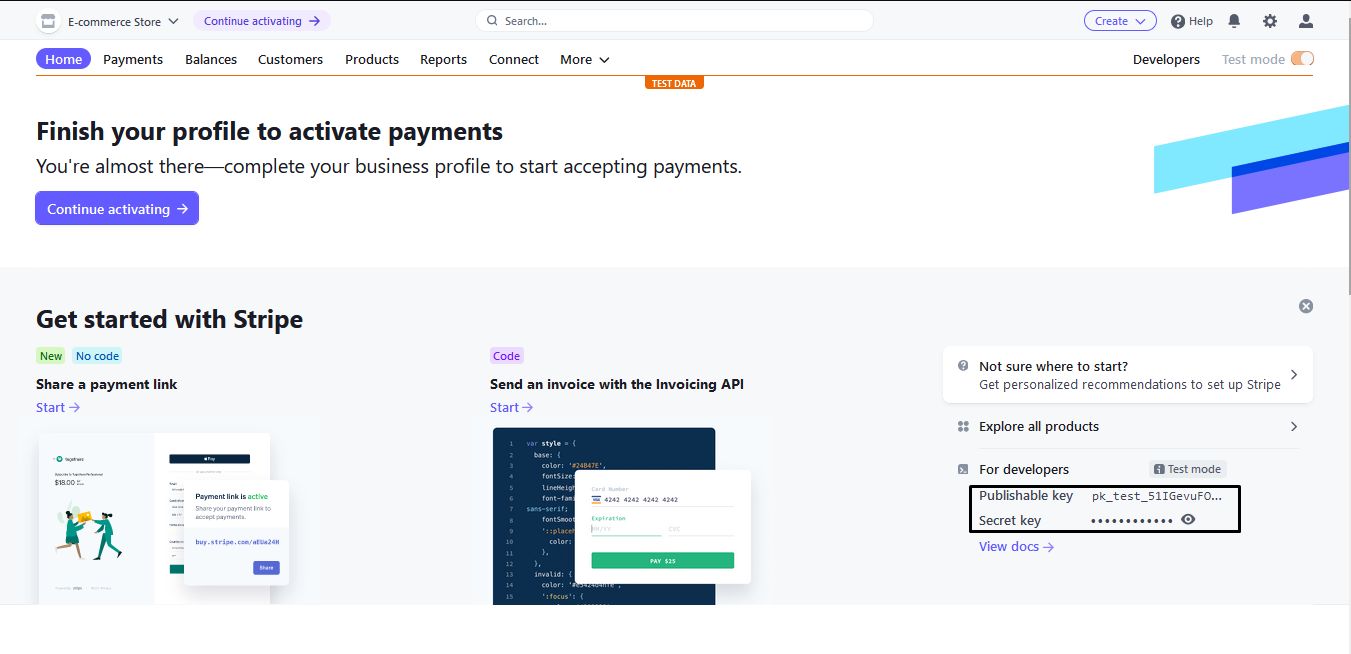 E-commerce Store
Continue activating →
Search...
Create
Help
Home
Payments
Balances
Customers
Products
Reports
Connect
More
Developers
Test mode
TEST DATA
Finish your profile to activate payments
You're almost there—complete your business profile to start accepting payments.
Continue activating →
Get started with Stripe
New
No code
Share a payment link
Start →
$18.00
Pay
Payment link is active
Share your payment link to
accept payments.
buy.stripe.com/aEUa24H
Share
Code
Send an invoice with the Invoicing API
Start →
1 var style = {
2 base: {
3 color: '#24B47E',
4 fontSize:
5 lineHeigh
6 font-fami
7 sans-serif;
8 fontSmoot
9 '::placeh
10 color:
11 },
12 },
13 invalid: {
14
15 ':focus': {
Card Number
4242 4242 4242 4242
Expiration
MM/YY
CVC
PAY $25
Not sure where to start?
Get personalized recommendations to set up Stripe
Explore all products
For developers
Test mode
Publishable key pk_test_51IGevuFO...
Secret key ••••••••••••
View docs →